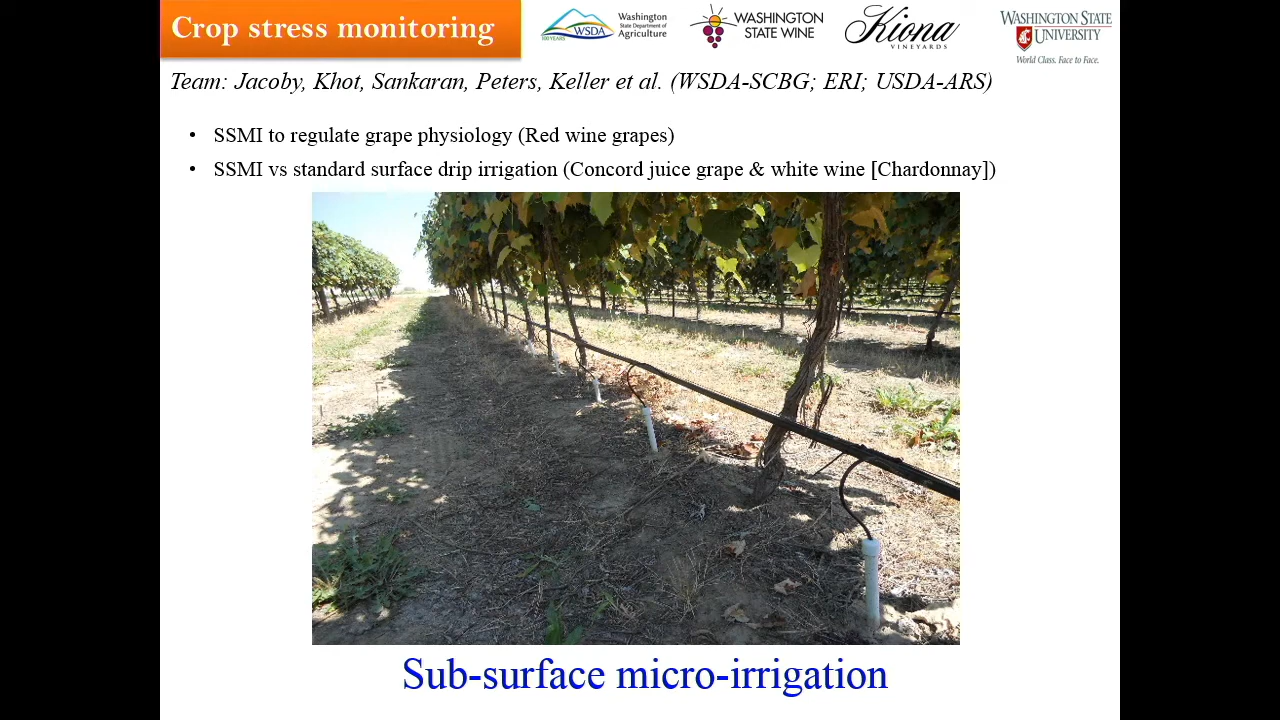 Crop stress monitoring
100 YEARS
WSDA
Washington
State Department of
Agriculture
WASHINGTON
STATE WINE
Kiona
VINEYARDS
WASHINGTON STATE
UNIVERSITY
World Class. Face to Face.
Team: Jacoby, Khot, Sankaran, Peters, Keller et al. (WSDA-SCBG; ERI; USDA-ARS)
• SSMI to regulate grape physiology (Red wine grapes)
• SSMI vs standard surface drip irrigation (Concord juice grape & white wine [Chardonnay])
Sub-surface micro-irrigation